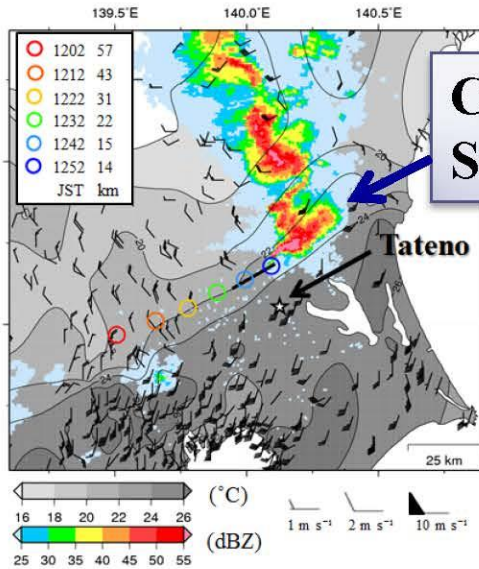 139.5˚E 140.0˚E 140.5˚E
1202 57
1212 43
1222 31
1232 22
1242 15
1252 14
JST km
C
S
Tateno
25 km
(°C)
16 18 20 22 24 26
1 m s⁻¹ 2 m s⁻¹ 10 m s⁻¹
(dBZ)
25 30 35 40 45 50 55